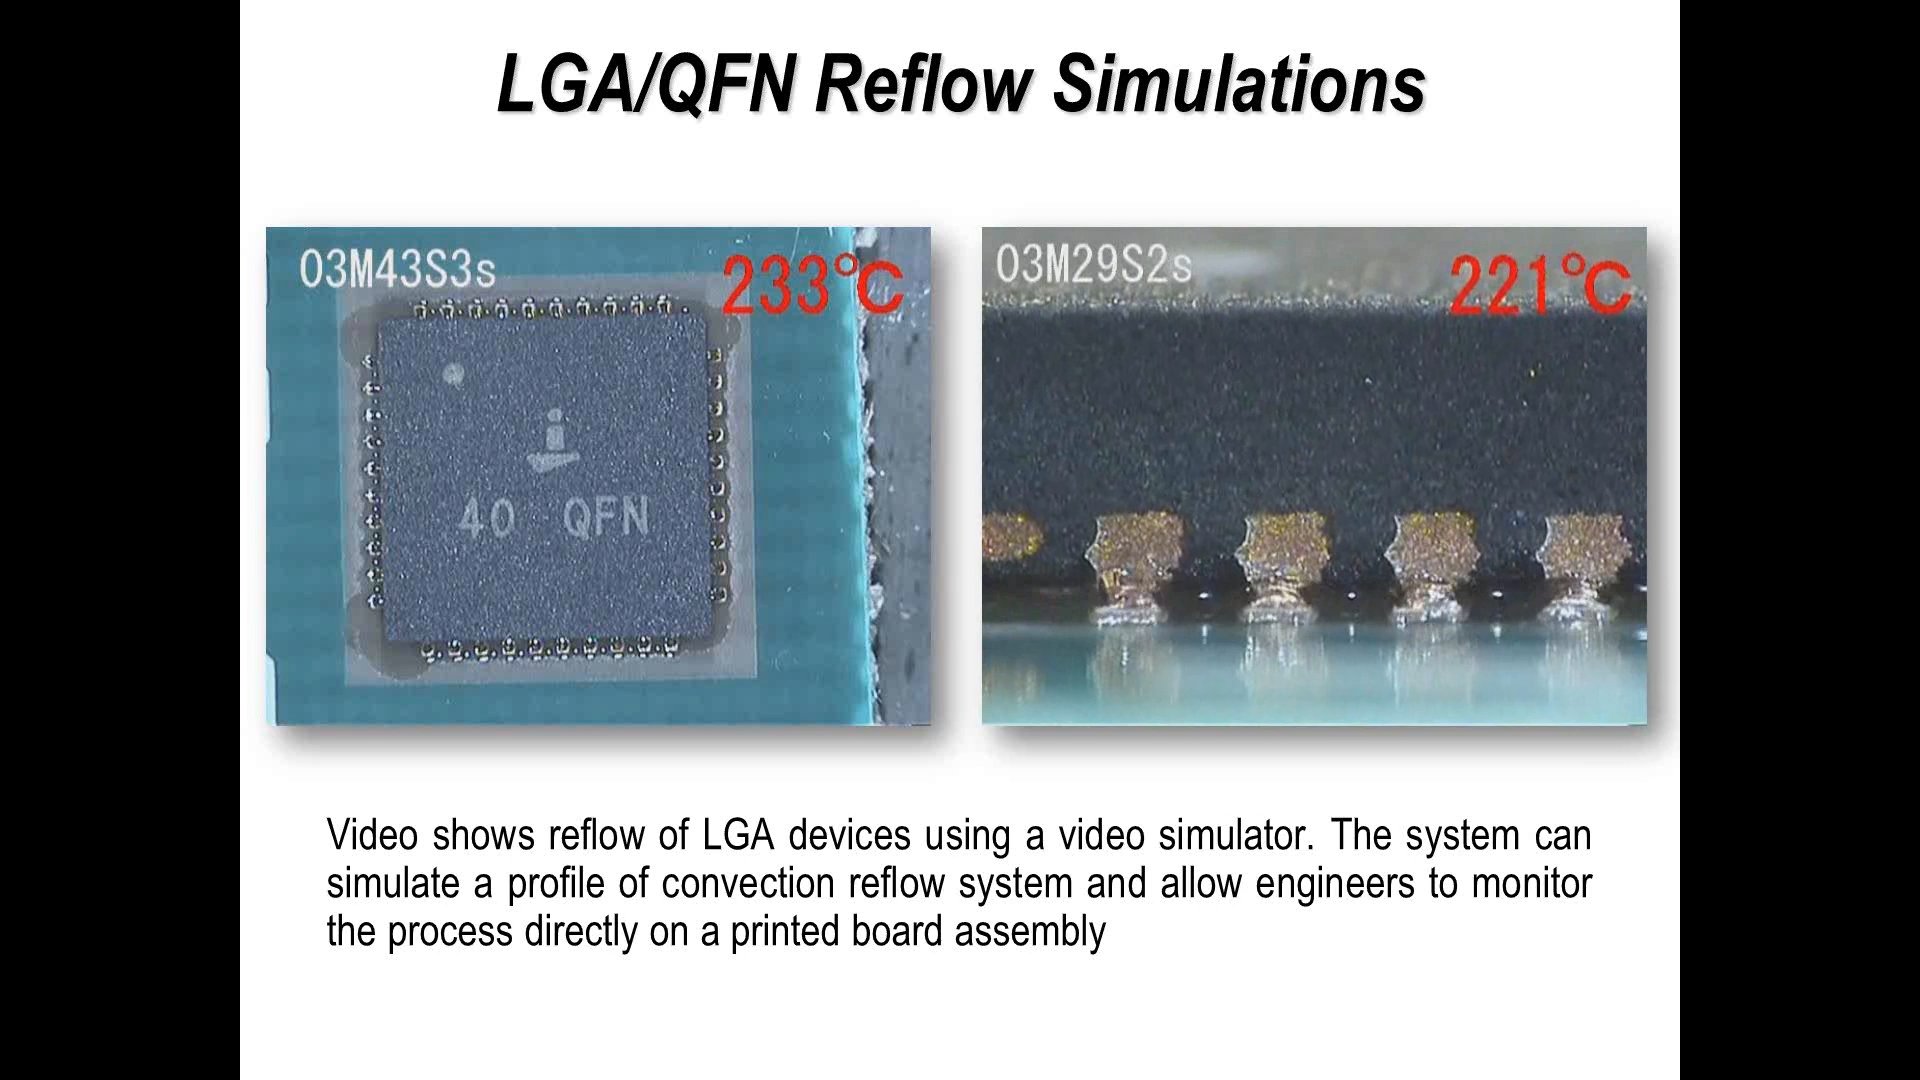 LGA/QFN Reflow Simulations
03M43S3s
233°C
40 QFN
03M29S2s
221°C
Video shows reflow of LGA devices using a video simulator. The system can
simulate a profile of convection reflow system and allow engineers to monitor
the process directly on a printed board assembly